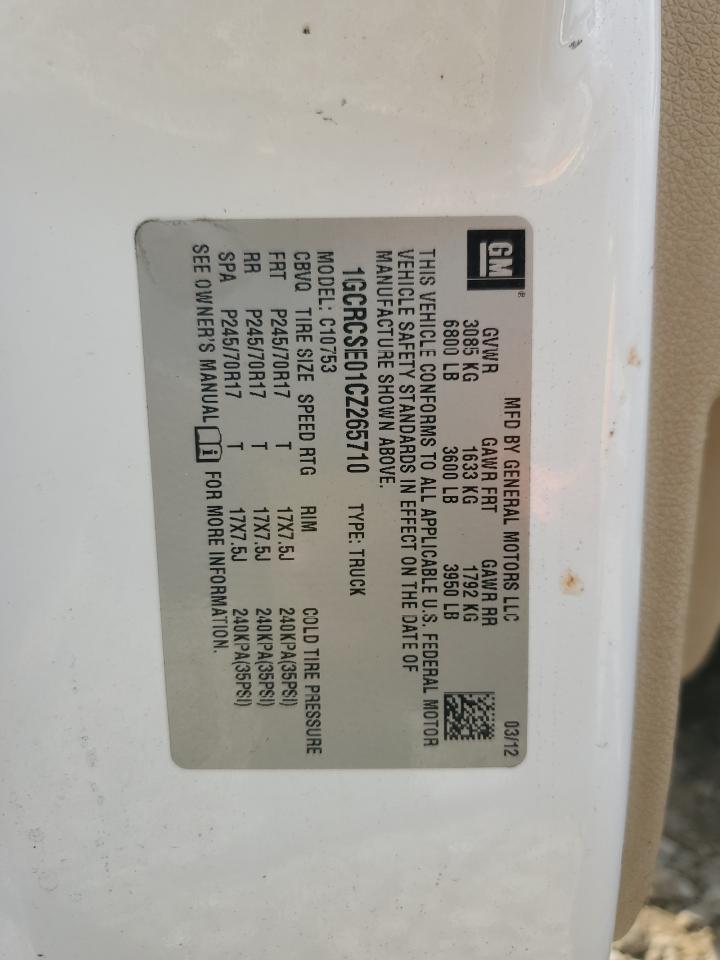 GM ®
MFD BY GENERAL MOTORS LLC 03/12
GVWR GAWR FRT GAWR RR
3085 KG 1633 KG 1792 KG
6800 LB 3600 LB 3950 LB
THIS VEHICLE CONFORMS TO ALL APPLICABLE U.S. FEDERAL MOTOR
VEHICLE SAFETY STANDARDS IN EFFECT ON THE DATE OF
MANUFACTURE SHOWN ABOVE.
1GCRCSE01CZ265710 TYPE: TRUCK
MODEL: C10753
CBVQ TIRE SIZE SPEED RTG RIM COLD TIRE PRESSURE
FRT P245/70R17 T 17X7.5J 240KPA(35PSI)
RR P245/70R17 T 17X7.5J 240KPA(35PSI)
SPA P245/70R17 T 17X7.5J 240KPA(35PSI)
SEE OWNER'S MANUAL i FOR MORE INFORMATION.